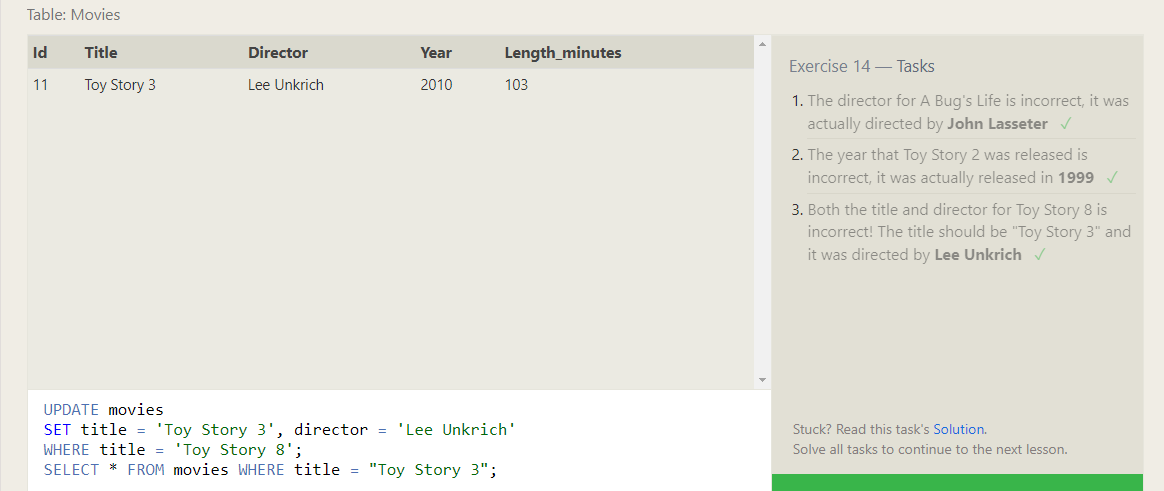 Table: Movies
Id Title Director Year Length_minutes
11 Toy Story 3 Lee Unkrich 2010 103
UPDATE movies
SET title = 'Toy Story 3', director = 'Lee Unkrich'
WHERE title = 'Toy Story 8';
SELECT * FROM movies WHERE title = "Toy Story 3";
Exercise 14 — Tasks
1. The director for A Bug's Life is incorrect, it was
actually directed by John Lasseter ✓
2. The year that Toy Story 2 was released is
incorrect, it was actually released in 1999 ✓
3. Both the title and director for Toy Story 8 is
incorrect! The title should be "Toy Story 3" and
it was directed by Lee Unkrich ✓
Stuck? Read this task's Solution.
Solve all tasks to continue to the next lesson.